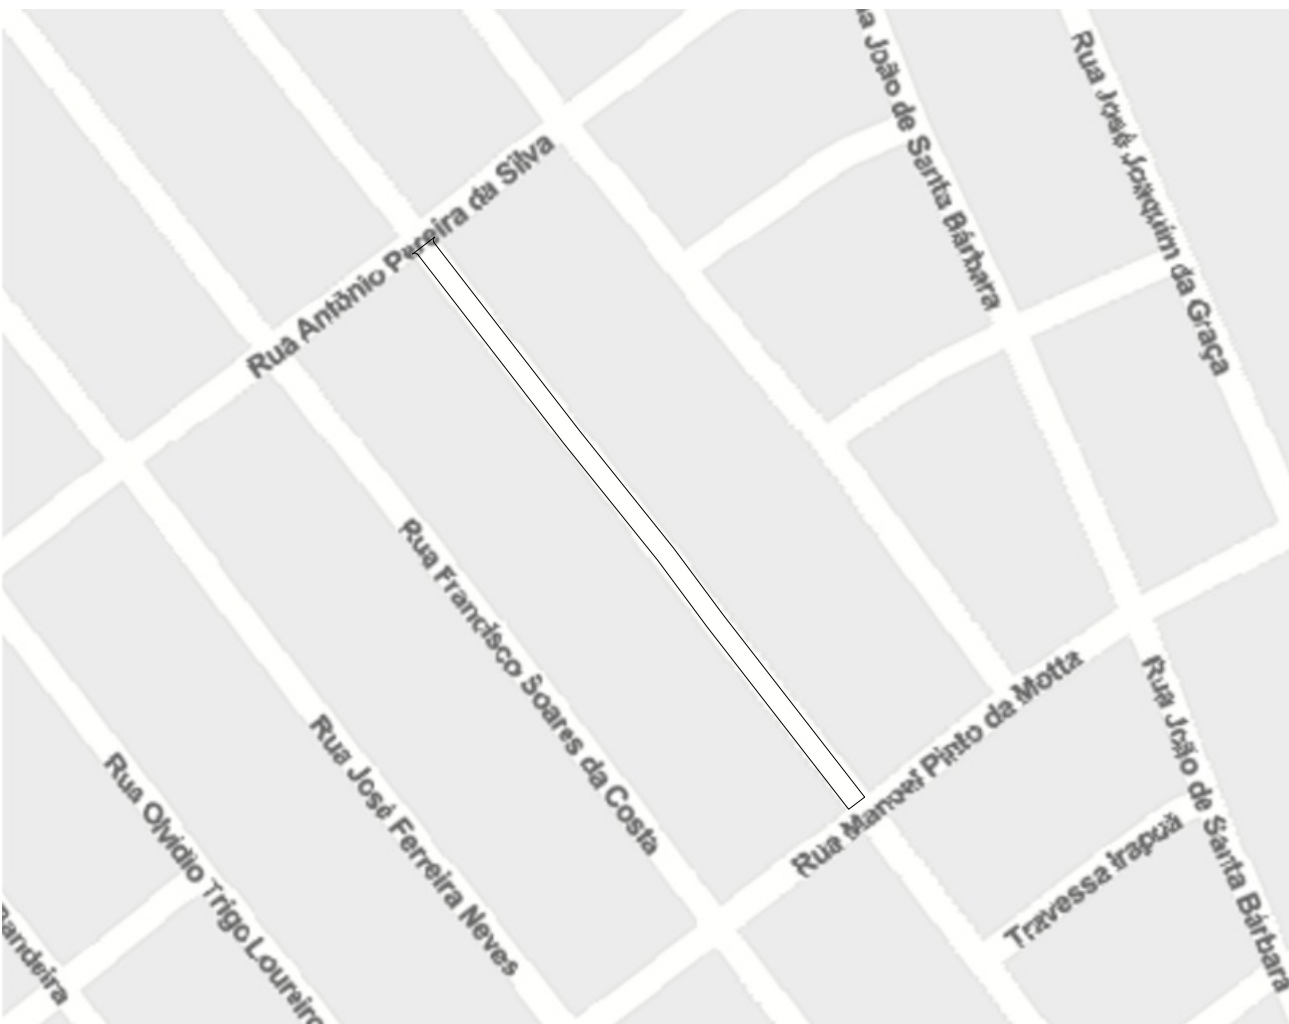 a João de Santa Bárbara
Rua José Joaquim da Graça
Rua Antônio Pereira da Silva
Rua Francisco Soares da Costa
Rua Manoel Pinto da Motta
Rua João de Santa Bárbara
Rua José Ferreira Neves
Rua Olvidio Trigo Loureiro
Travessa Irapuã
Bandeira